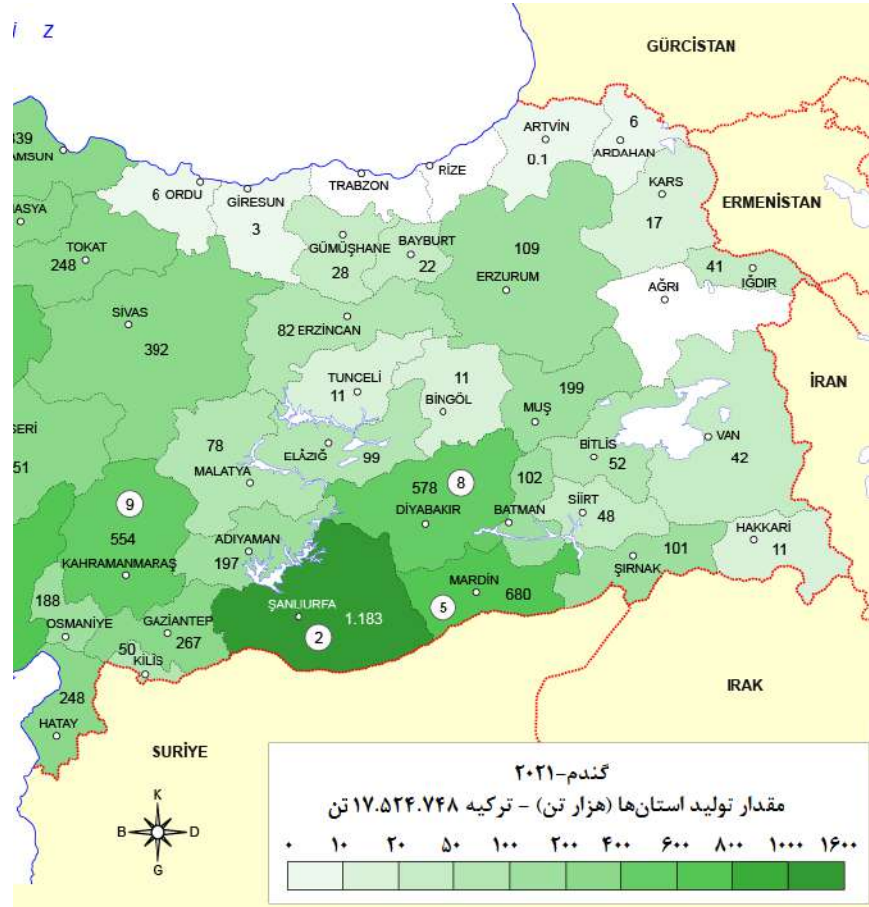 İ Z
GÜRCİSTAN
ARTVİN
0.1
6
ARDAHAN
KARS
17
ERMENİSTAN
RİZE
TRABZON
839
AMSUN
6 ORDU
GİRESUN
3
GÜMÜŞHANE
28
BAYBURT
22
109
ERZURUM
41
IĞDIR
AĞRI
ASYA
TOKAT
248
SİVAS
392
82 ERZİNCAN
TUNCELİ
11
11
BİNGÖL
199
MUŞ
İRAN
SERİ
51
78
MALATYA
ELÂZIĞ
99
BİTLİS
52
VAN
42
9
554
KAHRAMANMARAŞ
578
8
DİYABAKIR
102
BATMAN
SİİRT
48
HAKKARİ
11
ADIYAMAN
197
MARDİN
5
680
101
ŞIRNAK
ŞANLIURFA
1.183
2
188
OSMANİYE
GAZİANTEP
267
50
KİLİS
248
HATAY
IRAK
SURİYE
K
B D
G
گندم-۲۰۲۱
مقدار تولید استان‌ها (هزار تن) - ترکیه ۱۷.۵۲۴.۷۴۸ تن
۰ ۱۰ ۲۰ ۵۰ ۱۰۰ ۲۰۰ ۴۰۰ ۶۰۰ ۸۰۰ ۱۰۰۰ ۱۶۰۰